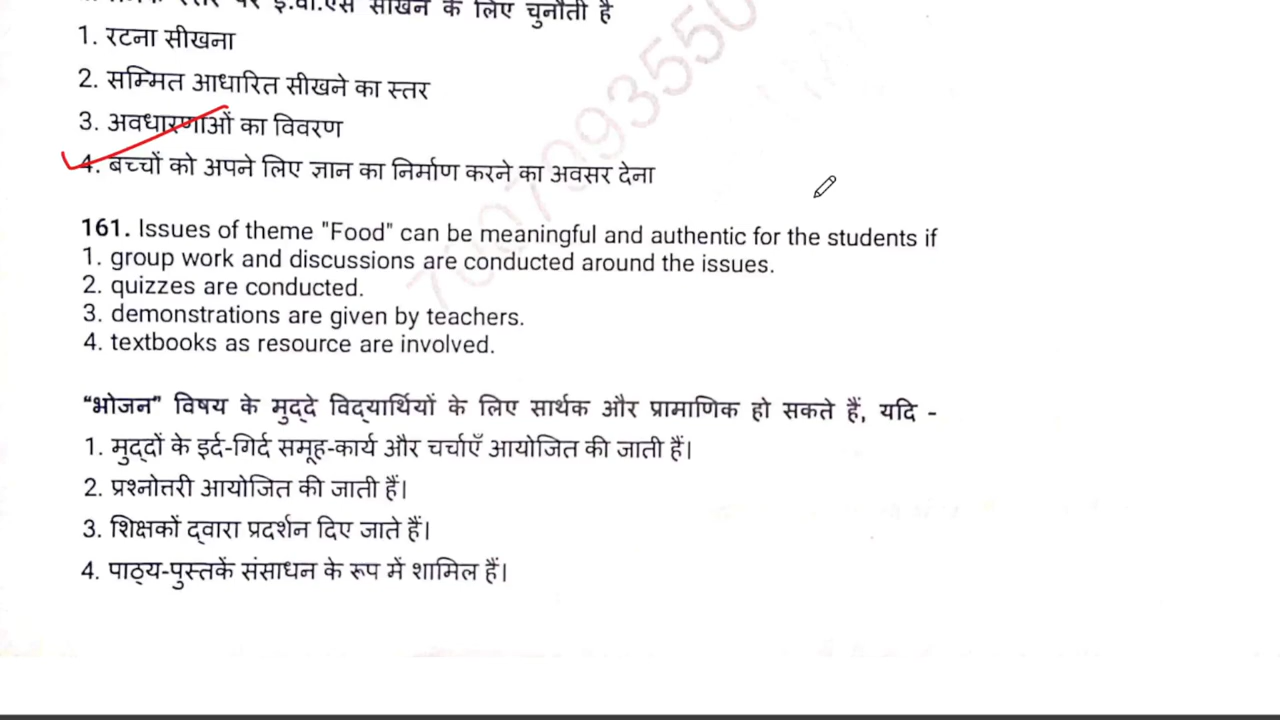 स्तर पर ई.वी.एस सीखने के लिए चुनौती है
1. रटना सीखना
2. सम्मित आधारित सीखने का स्तर
3. अवधारणाओं का विवरण
4. बच्चों को अपने लिए ज्ञान का निर्माण करने का अवसर देना
161. Issues of theme "Food" can be meaningful and authentic for the students if
1. group work and discussions are conducted around the issues.
2. quizzes are conducted.
3. demonstrations are given by teachers.
4. textbooks as resource are involved.
“भोजन” विषय के मुद्दे विद्यार्थियों के लिए सार्थक और प्रामाणिक हो सकते हैं, यदि -
1. मुद्दों के इर्द-गिर्द समूह-कार्य और चर्चाएँ आयोजित की जाती हैं।
2. प्रश्नोत्तरी आयोजित की जाती हैं।
3. शिक्षकों द्वारा प्रदर्शन दिए जाते हैं।
4. पाठ्य-पुस्तकें संसाधन के रूप में शामिल हैं।